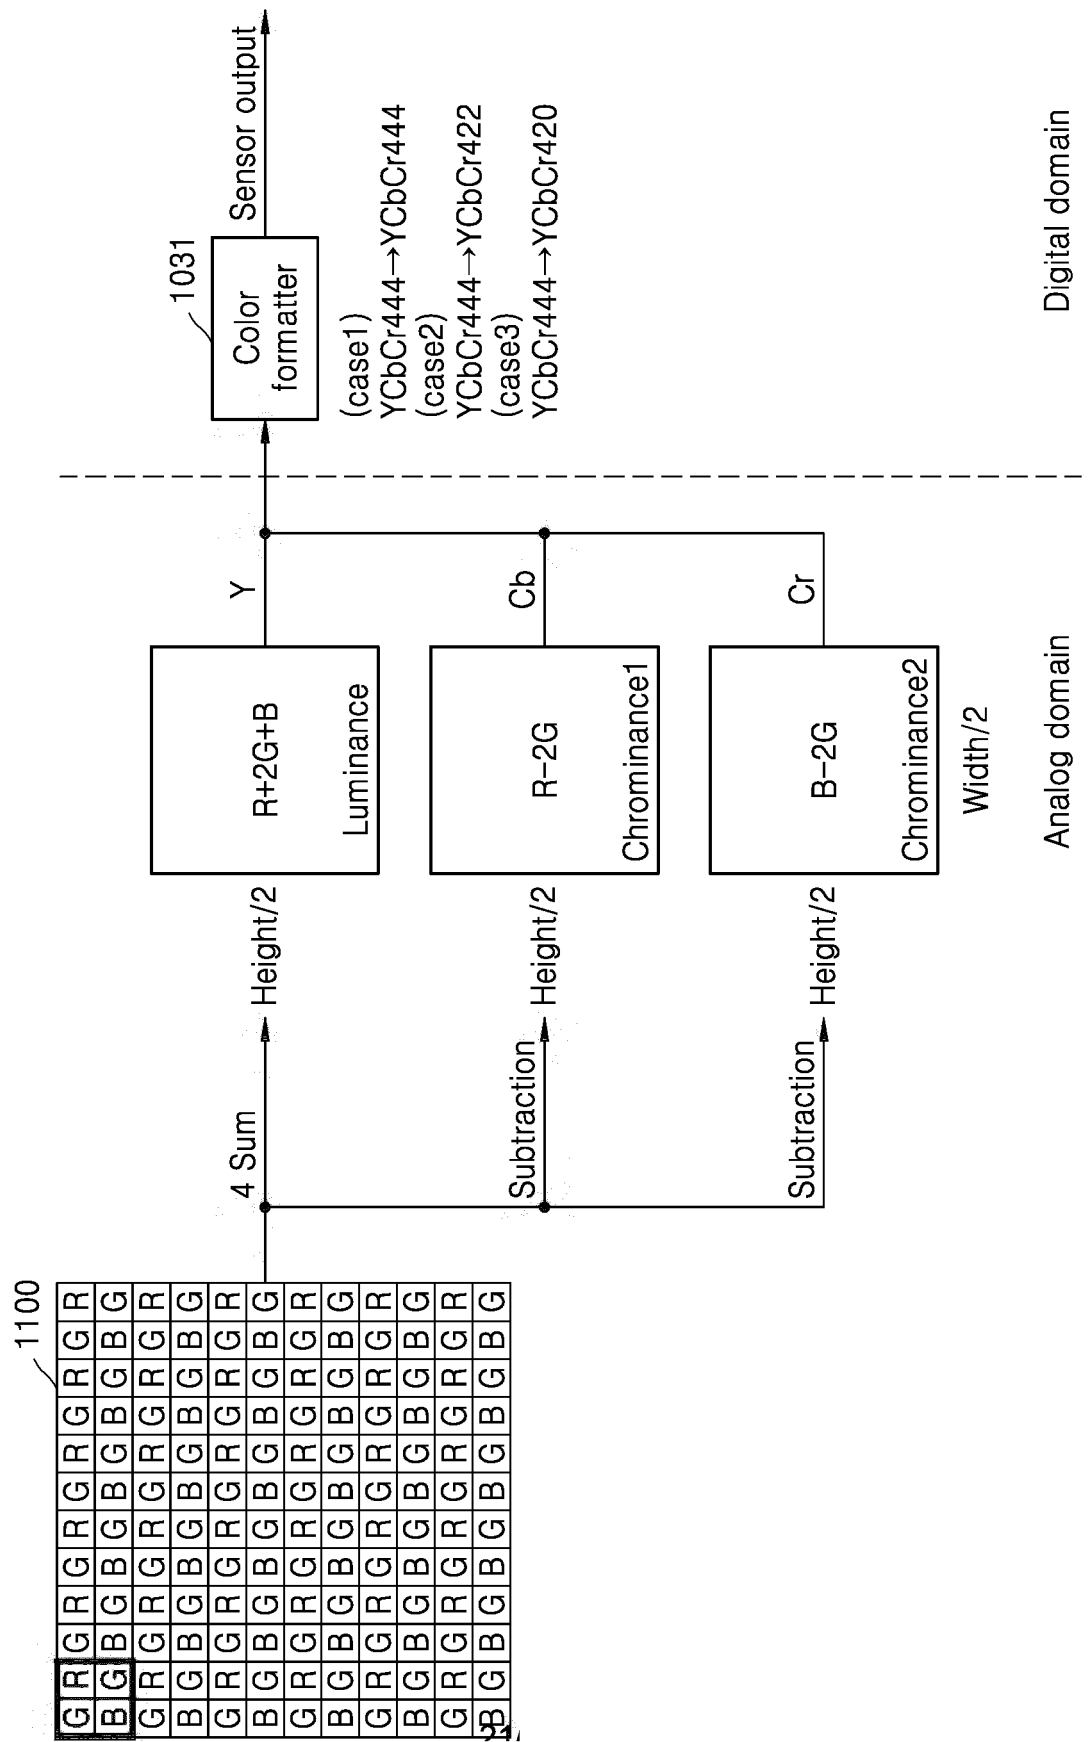 1100
G R G R G R G R G R G R
B G B G B G B G B G B G
G R G R G R G R G R G R
B G B G B G B G B G B G
G R G R G R G R G R G R
B G B G B G B G B G B G
G R G R G R G R G R G R
B G B G B G B G B G B G
G R G R G R G R G R G R
B G B G B G B G B G B G
G R G R G R G R G R G R
B G B G B G B G B G B G
4 Sum
Subtraction
Subtraction
Height/2
R+2G+B
Luminance
Y
Height/2
R−2G
Chrominance1
Cb
Height/2
B−2G
Chrominance2
Cr
Width/2
Analog domain
1031
Color
formatter
Sensor output
(case1)
YCbCr444→YCbCr444
(case2)
YCbCr444→YCbCr422
(case3)
YCbCr444→YCbCr420
Digital domain